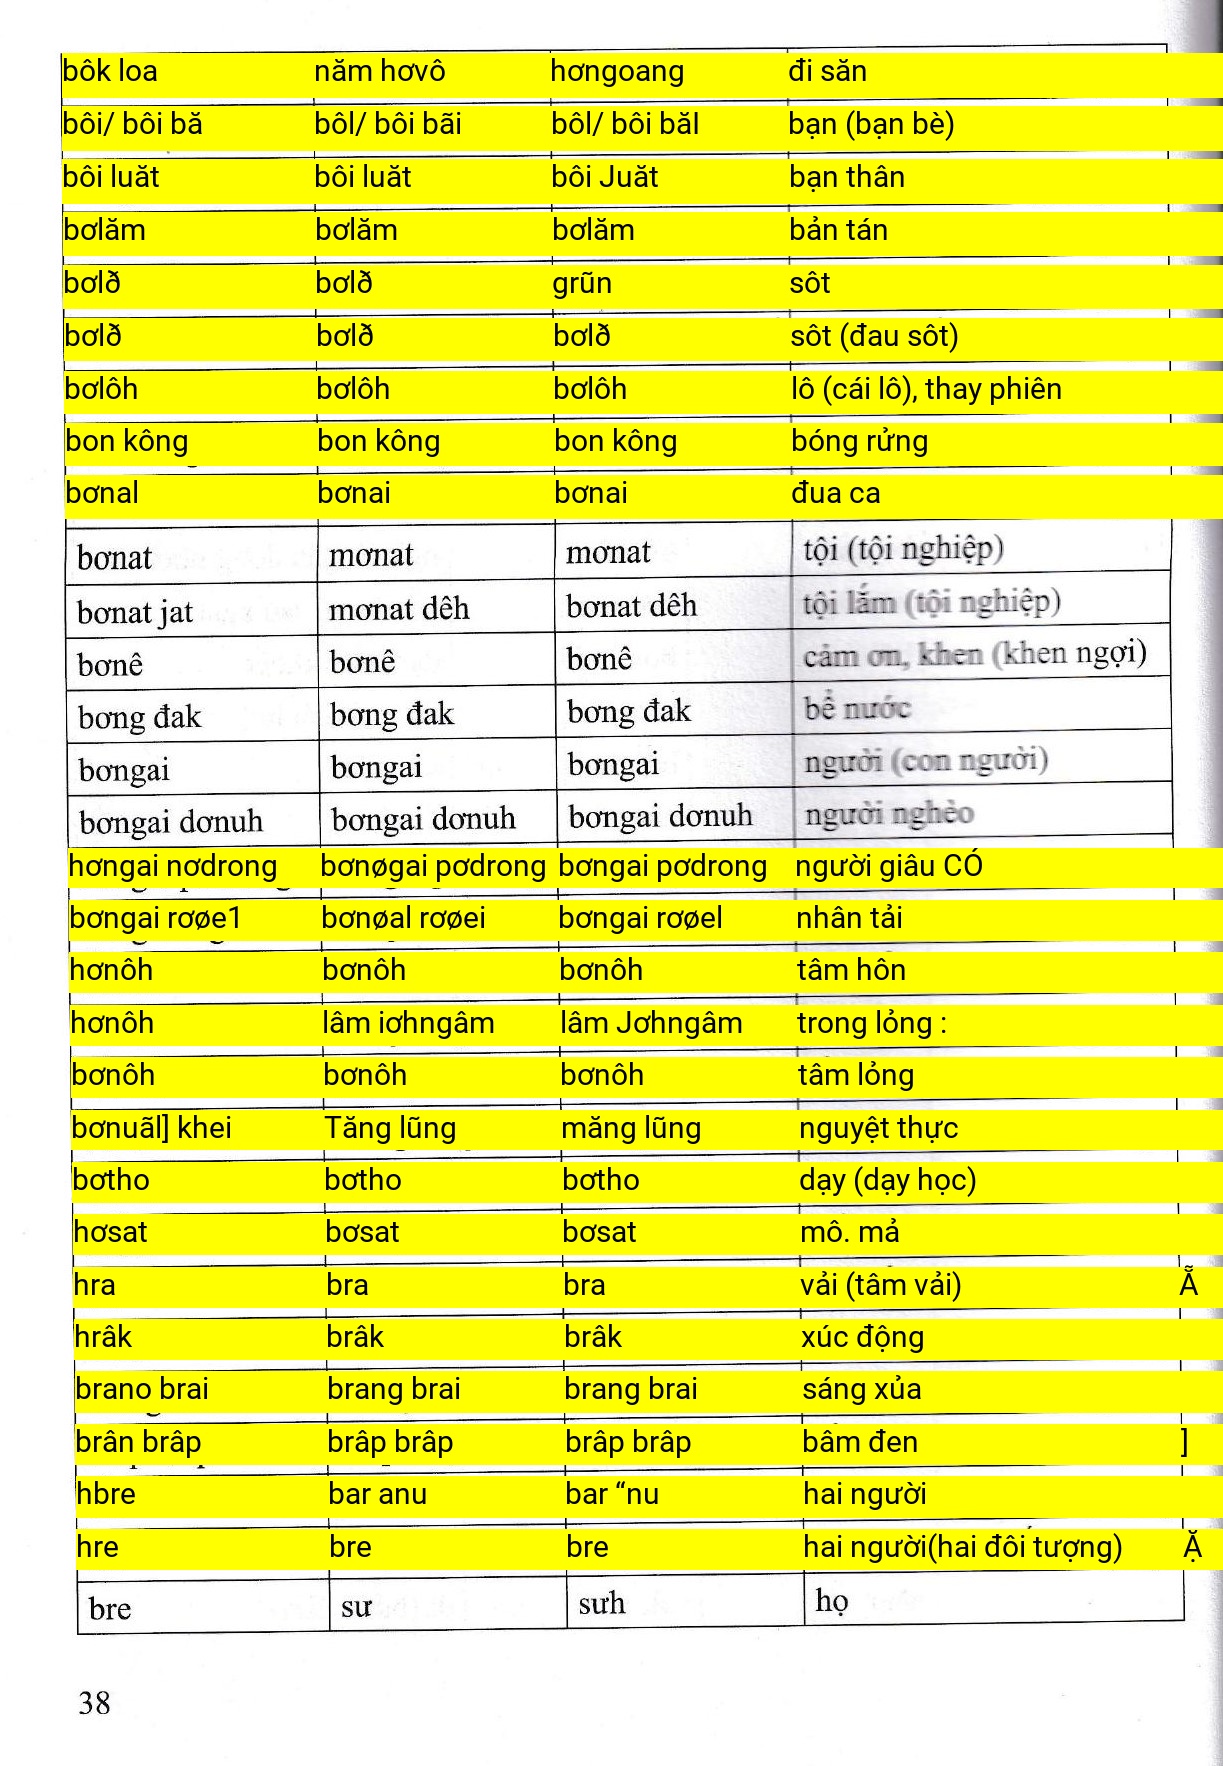 bôk loa năm hơvô hơngoang đi săn
bôi/ bôi bă bôl/ bôi bãi bôl/ bôi băl bạn (bạn bè)
bôi luăt bôi luăt bôi Juăt bạn thân
bơlăm bơlăm bơlăm bản tán
bơlð bơlð grũn sôt
bơlð bơlð bơlð sôt (đau sôt)
bơlôh bơlôh bơlôh lô (cái lô), thay phiên
bon kông bon kông bon kông bóng rửng
bơnal bơnai bơnai đua ca
bơnat mơnat mơnat tội (tội nghiệp)
bơnat jat mơnat dêh bơnat dêh tội lắm (tội nghiệp)
bơnê bơnê bơnê cảm ơn, khen (khen ngợi)
bơng đak bơng đak bơng đak bể nước
bơngai bơngai bơngai người (con người)
bơngai dơnuh bơngai dơnuh bơngai dơnuh người nghèo
hơngai nơdrong bơnøgai pơdrong bơngai pơdrong người giâu CÓ
bơngai rơøe1 bơnøal rơøei bơngai rơøel nhân tải
hơnôh bơnôh bơnôh tâm hôn
hơnôh lâm iơhngâm lâm Jơhngâm trong lỏng :
bơnôh bơnôh bơnôh tâm lỏng
bơnuãl] khei Tăng lũng măng lũng nguyệt thực
bơtho bơtho bơtho dạy (dạy học)
hơsat bơsat bơsat mô. mả
hra bra bra vải (tâm vải) Ẵ
hrâk brâk brâk xúc động
brano brai brang brai brang brai sáng xủa
brân brâp brâp brâp brâp brâp bâm đen ]
hbre bar anu bar “nu hai người
hre bre bre hai người(hai đôi tượng) Ặ
bre sư sưh họ
38